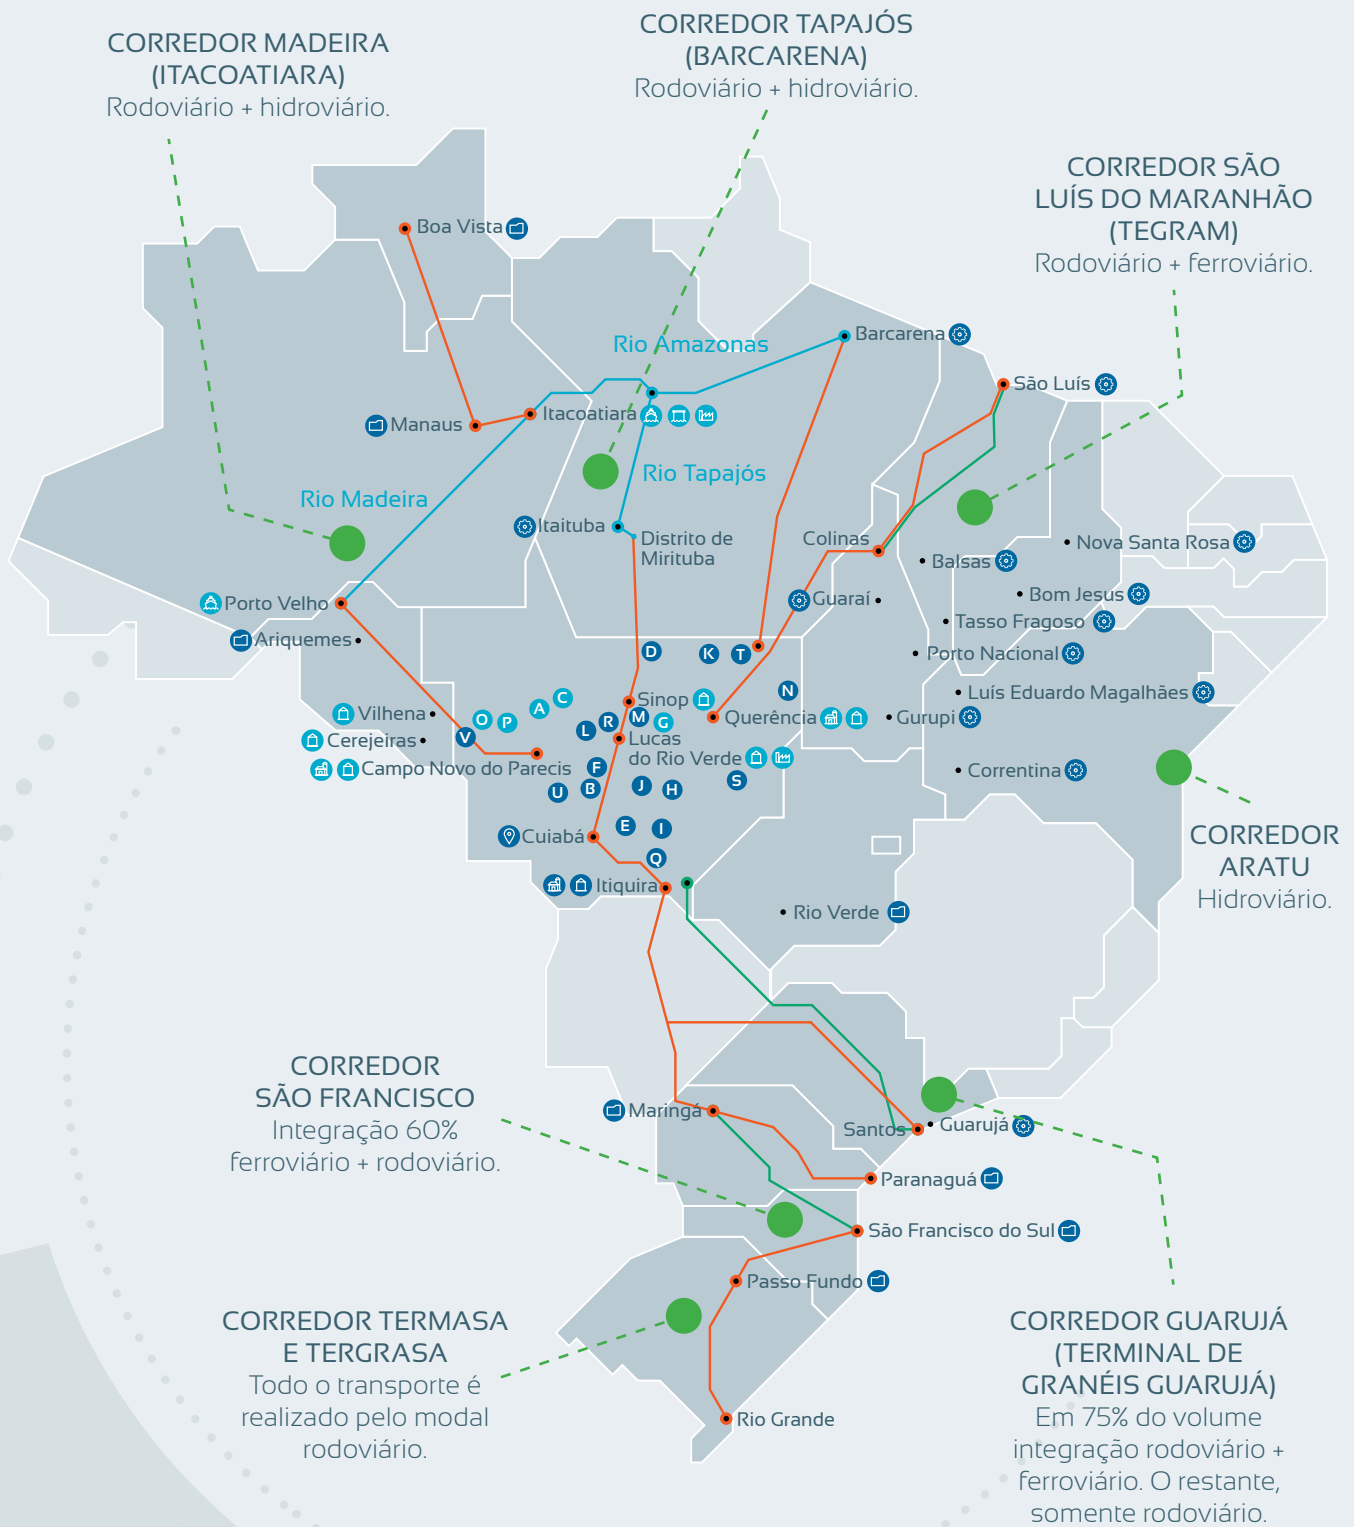 CORREDOR MADEIRA
(ITACOATIARA)
Rodoviário + hidroviário.
CORREDOR TAPAJÓS
(BARCARENA)
Rodoviário + hidroviário.
CORREDOR SÃO
LUÍS DO MARANHÃO
(TEGRAM)
Rodoviário + ferroviário.
Boa Vista
Rio Amazonas
Barcarena
São Luís
Itacoatiara
Manaus
Rio Tapajós
Rio Madeira
Itaituba
Distrito de
Mirituba
Colinas
Nova Santa Rosa
Balsas
Bom Jesus
Guaraí
Porto Velho
Tasso Fragoso
Ariquemes
D
K
T
Porto Nacional
N
Luís Eduardo Magalhães
Sinop
C
A
Vilhena
O
P
R
M
G
L
Querência
Gurupi
V
Cerejeiras
Lucas
do Rio Verde
Campo Novo do Parecis
F
Correntina
S
U
B
J
H
E
I
Cuiabá
Q
Itiquira
CORREDOR
ARATU
Hidroviário.
Rio Verde
CORREDOR
SÃO FRANCISCO
Integração 60%
ferroviário + rodoviário.
Maringá
Santos
Guarujá
Paranaguá
São Francisco do Sul
Passo Fundo
CORREDOR TERMASA
E TERGRASA
Todo o transporte é
realizado pelo modal
rodoviário.
Rio Grande
CORREDOR GUARUJÁ
(TERMINAL DE
GRANÉIS GUARUJÁ)
Em 75% do volume
integração rodoviário +
ferroviário. O restante,
somente rodoviário.